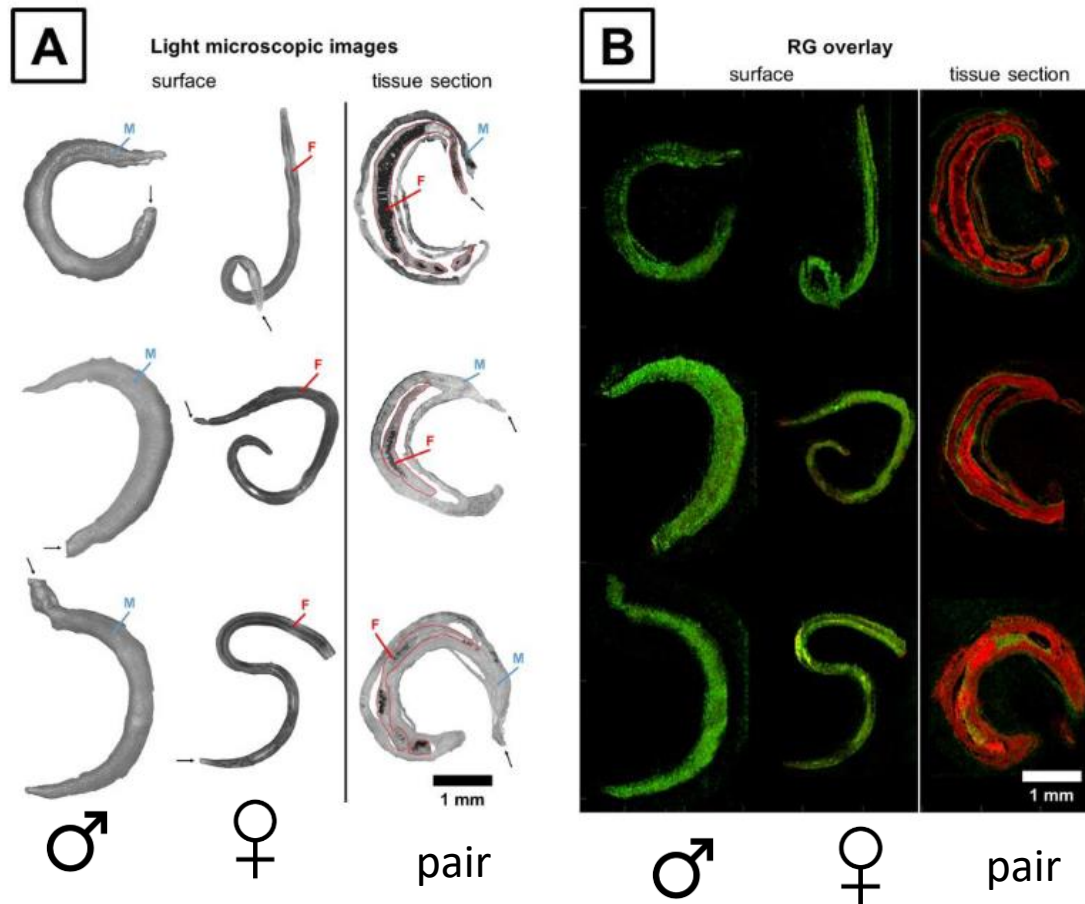 A
Light microscopic images
surface
tissue section
M
F
M
F
M
F
M
F
M
F
F
M
1 mm
♂
♀
pair
B
RG overlay
surface
tissue section
1 mm
♂
♀
pair